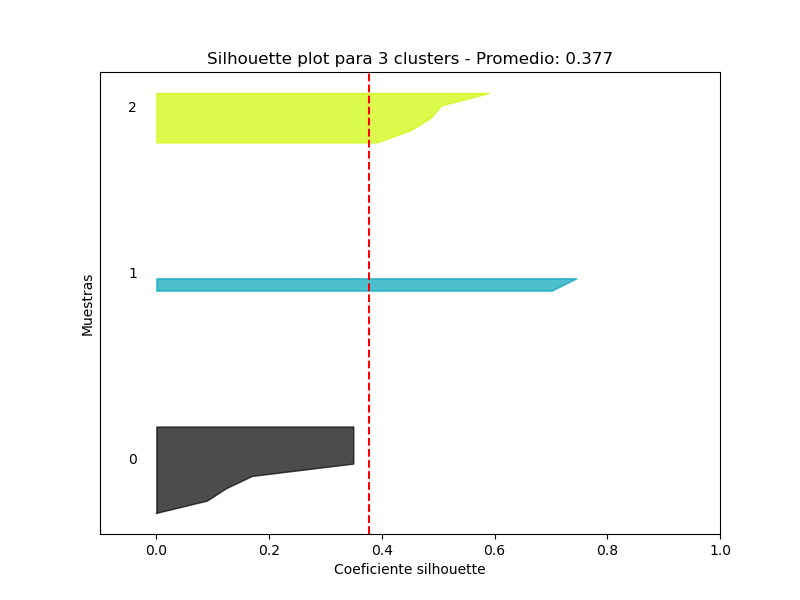 Silhouette plot para 3 clusters - Promedio: 0.377
2
1
0
Muestras
0.0 0.2 0.4 0.6 0.8 1.0
Coeficiente silhouette